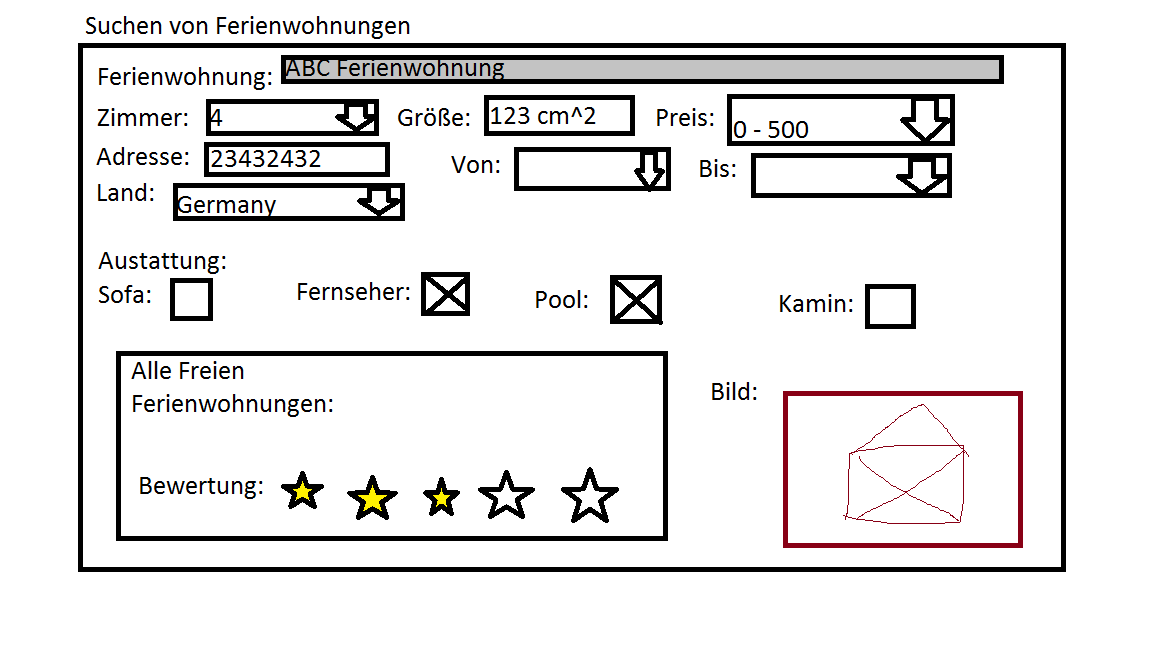 Suchen von Ferienwohnungen
Ferienwohnung: ABC Ferienwohnung
Zimmer: 4 Größe: 123 cm^2 Preis: 0 - 500
Adresse: 23432432 Von: Bis:
Land: Germany
Austattung:
Sofa: Fernseher: Pool: Kamin:
Alle Freien
Ferienwohnungen:
Bild:
Bewertung: